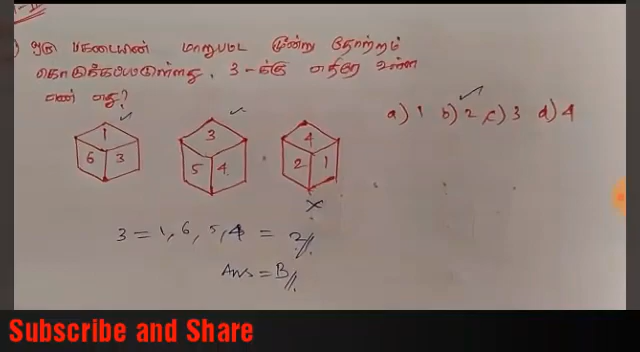 ஒரு பகடையின் மாறுபட்ட மூன்று தோற்றம்
கொடுக்கப்பட்டுள்ளது. 3-க்கு எதிரே உள்ள
எண் எது?
a) 1 b) 2 c) 3 d) 4
1 6 3
3 5 4
4 2 1
3 = 1, 6, 5, 4 = 2//.
Ans = B//.
Subscribe and Share